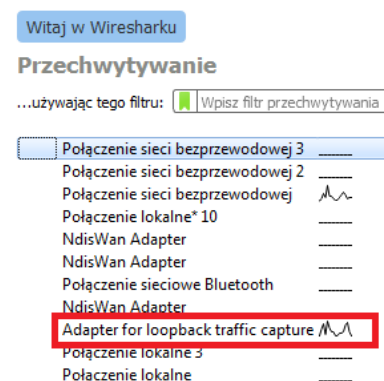 Witaj w Wiresharku
Przechwytywanie
...używając tego filtru: Wpisz filtr przechwytywania
Połączenie sieci bezprzewodowej 3
Połączenie sieci bezprzewodowej 2
Połączenie sieci bezprzewodowej
Połączenie lokalne* 10
NdisWan Adapter
NdisWan Adapter
Połączenie sieciowe Bluetooth
NdisWan Adapter
Adapter for loopback traffic capture
Połączenie lokalne 3
Połączenie lokalne